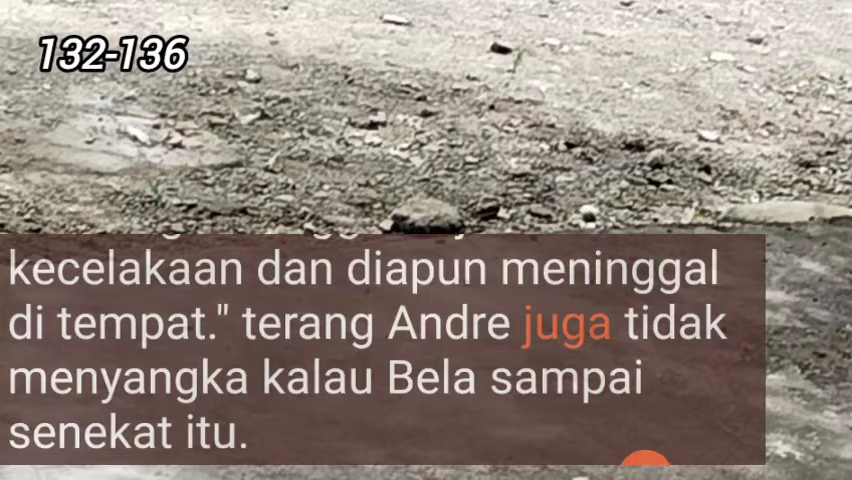 132-136
kecelakaan dan diapun meninggal
di tempat." terang Andre juga tidak
menyangka kalau Bela sampai
senekat itu.